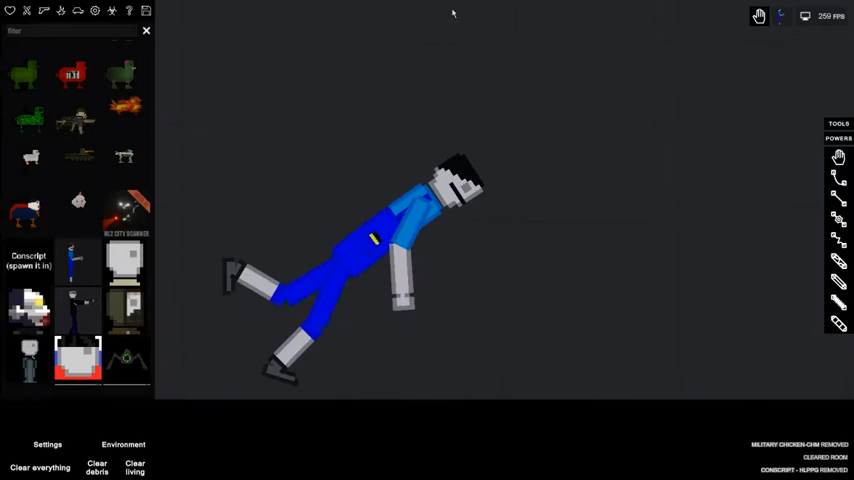 259 FPS
filter
TOOLS
POWERS
HL2 CITY SCANNER
Conscript
(spawn it in)
Settings
Environment
Clear everything
Clear
debris
Clear
living
MILITARY CHICKEN-CHM REMOVED
CLEARED ROOM
CONSCRIPT - HLPPG REMOVED